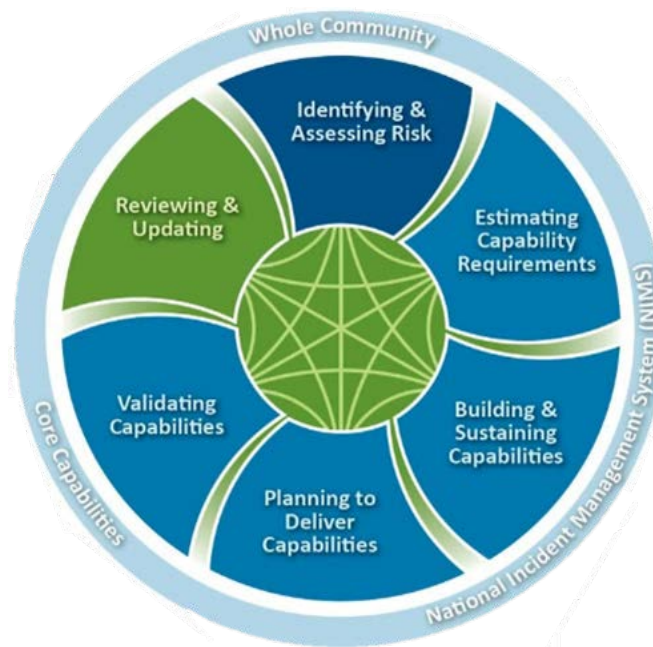 Whole Community
Identifying &
Assessing Risk
Estimating
Capability
Requirements
Building &
Sustaining
Capabilities
Planning to
Deliver
Capabilities
Validating
Capabilities
Reviewing &
Updating
National Incident Management System (NIMS)
Core Capabilities